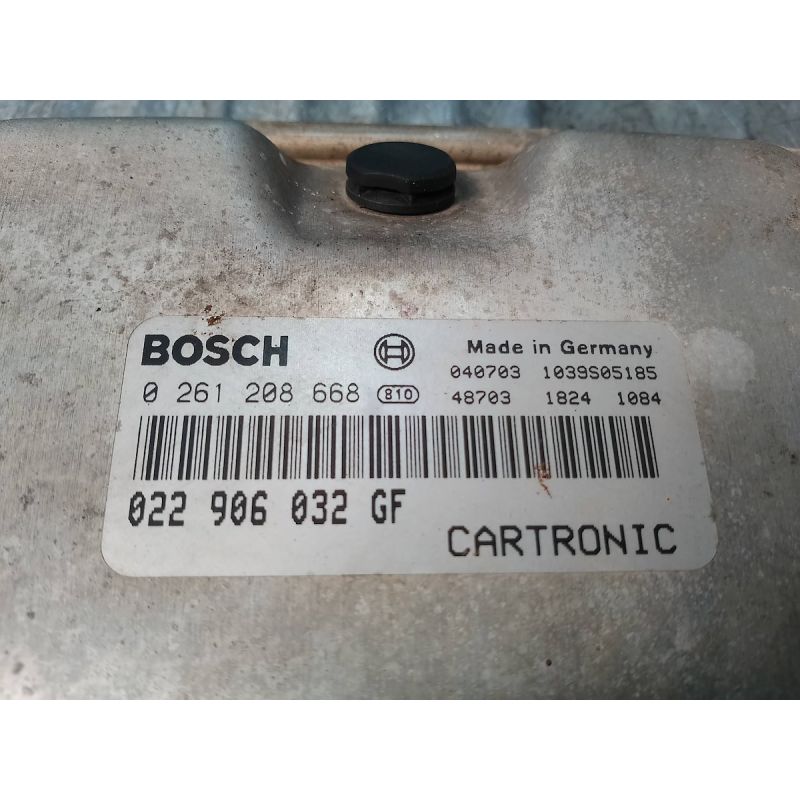 BOSCH Made in Germany
040703 1039S05185
0 261 208 668 810 48703 1824 1084
022 906 032 GF
CARTRONIC